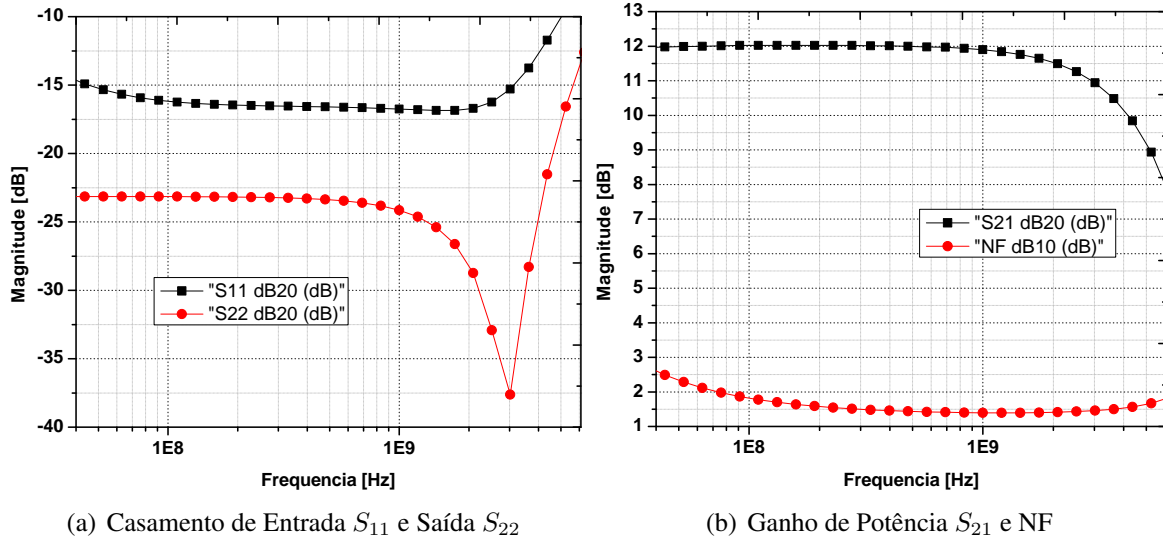 -10
-15
-20
-25
-30
-35
-40
Magnitude [dB]
"S11 dB20 (dB)"
"S22 dB20 (dB)"
1E8
1E9
Frequencia [Hz]
(a) Casamento de Entrada S11 e Saída S22
13
12
11
10
9
8
7
6
5
4
3
2
1
Magnitude [dB]
"S21 dB20 (dB)"
"NF dB10 (dB)"
1E8
1E9
Frequencia [Hz]
(b) Ganho de Potência S21 e NF